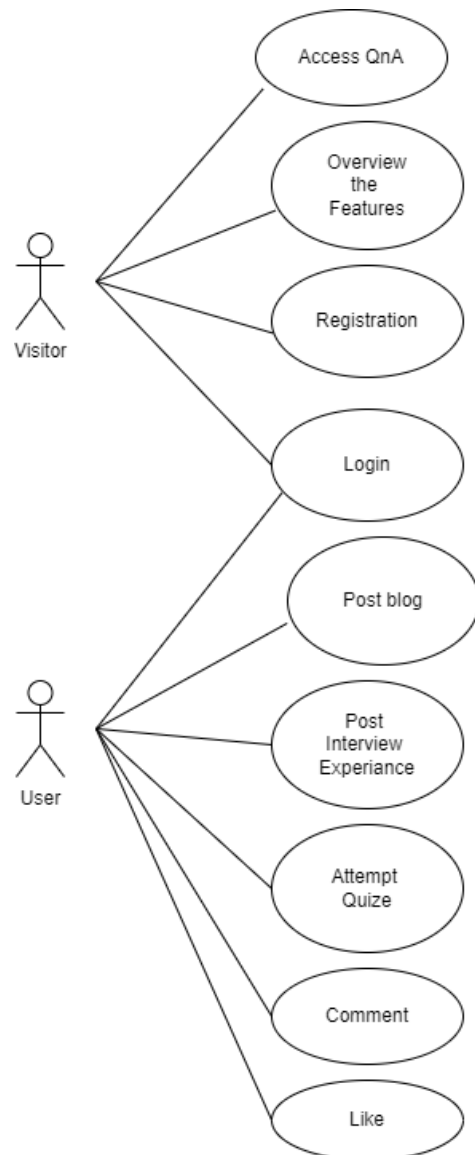 Access QnA
Overview
the
Features
Visitor
Registration
Login
Post blog
User
Post
Interview
Experiance
Attempt
Quize
Comment
Like